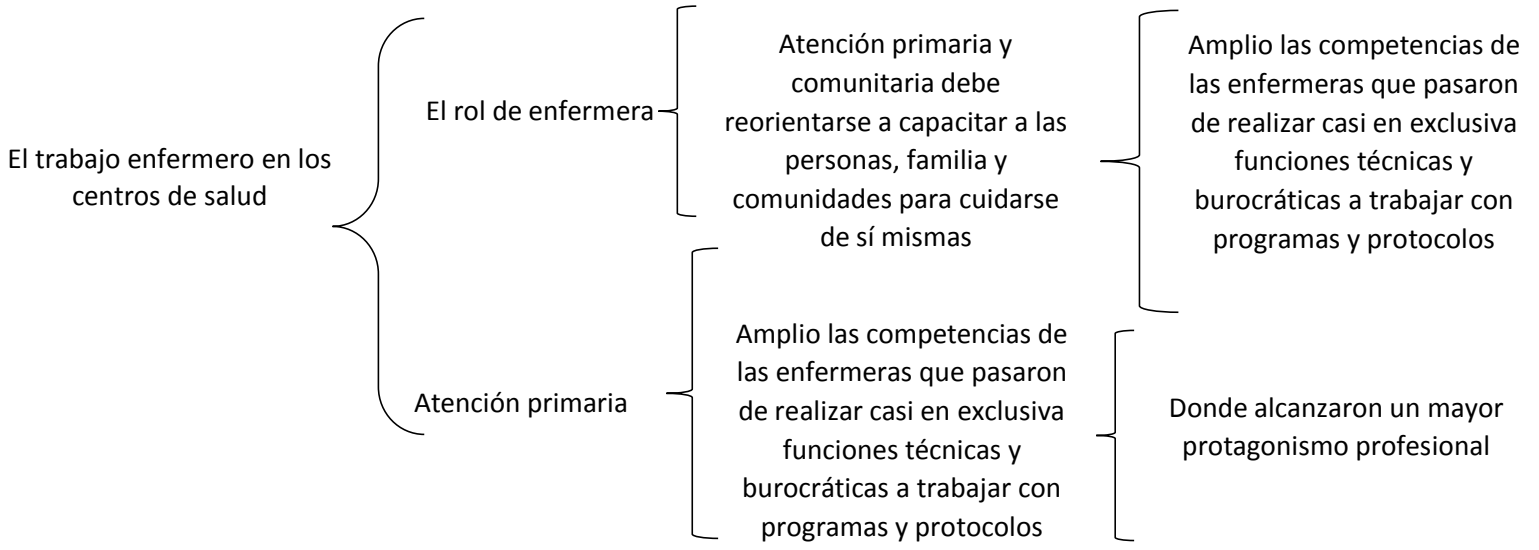 El trabajo enfermero en los
centros de salud
El rol de enfermera
Atención primaria y
comunitaria debe
reorientarse a capacitar a las
personas, familia y
comunidades para cuidarse
de sí mismas
Amplio las competencias de
las enfermeras que pasaron
de realizar casi en exclusiva
funciones técnicas y
burocráticas a trabajar con
programas y protocolos
Atención primaria
Amplio las competencias de
las enfermeras que pasaron
de realizar casi en exclusiva
funciones técnicas y
burocráticas a trabajar con
programas y protocolos
Donde alcanzaron un mayor
protagonismo profesional